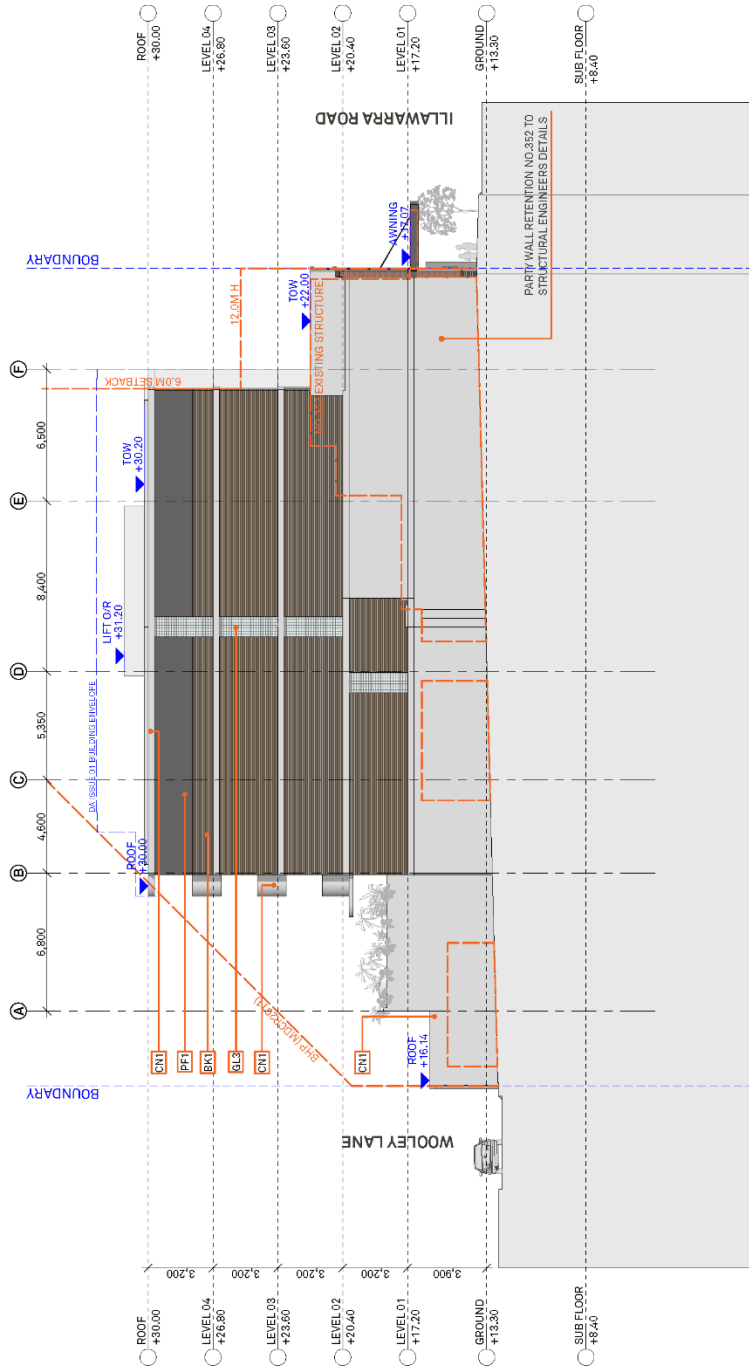 ROOF
+30.00
LEVEL 04
+26.80
LEVEL 03
+23.60
LEVEL 02
+20.40
LEVEL 01
+17.20
GROUND
+13.30
SUB FLOOR
+8.40
ILLAWARRA ROAD
BOUNDARY
12.0M H
TOW
+22.00
AWNING
+17.07
PARTY WALL RETENTION NO.352 TO
STRUCTURAL ENGINEERS DETAILS
F
6.0M SETBACK
EXISTING STRUCTURE
6,500
TOW
+30.20
E
8,400
LIFT O/R
+31.20
D
DA ISSUE 01 BUILDING ENVELOPE
5,350
C
4,600
ROOF
+30.00
B
6,800
A
CN1
PF1
BK1
GL3
CN1
CN1
ROOF
+16.14
BOUNDARY
WOOLEY LANE
3,200
3,200
3,200
3,200
3,900
ROOF
+30.00
LEVEL 04
+26.80
LEVEL 03
+23.60
LEVEL 02
+20.40
LEVEL 01
+17.20
GROUND
+13.30
SUB FLOOR
+8.40